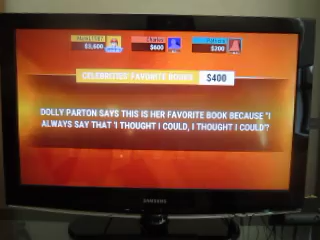 $3,600
$600
$200
CELEBRITIES' FAVORITE BOOKS $400
DOLLY PARTON SAYS THIS IS HER FAVORITE BOOK BECAUSE "I
ALWAYS SAY THAT 'I THOUGHT I COULD, I THOUGHT I COULD'"
SAMSUNG